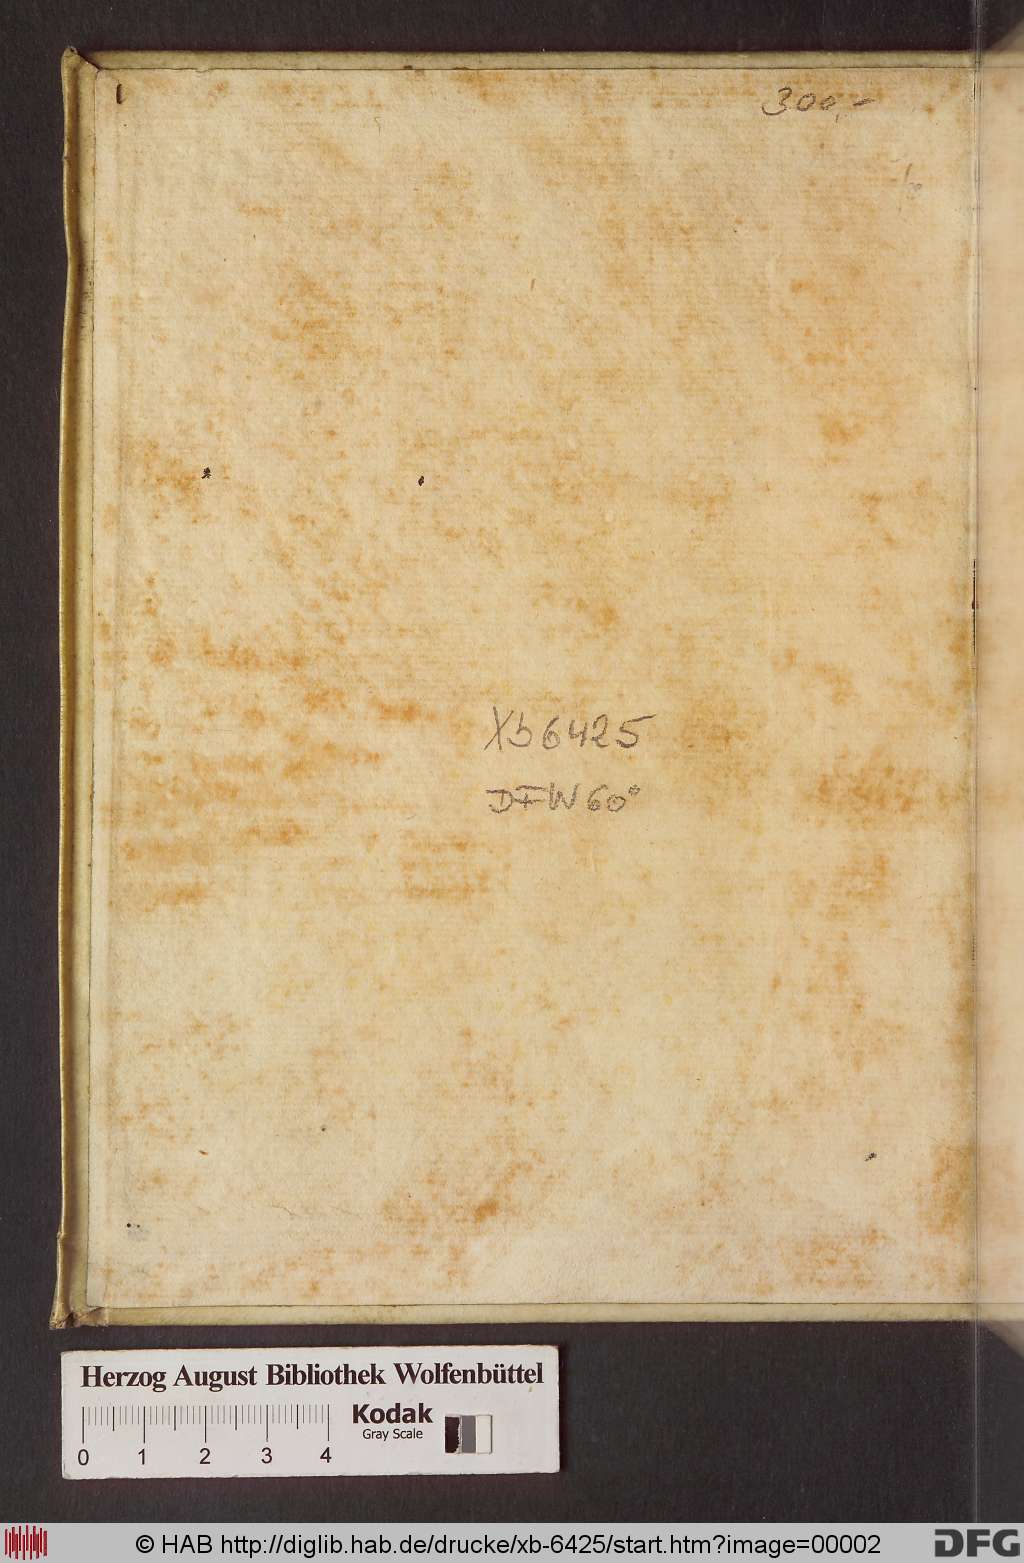 300,-
Xb 6425
DFW 60°
Herzog August Bibliothek Wolfenbüttel
Kodak
Gray Scale
0 1 2 3 4
© HAB http://diglib.hab.de/drucke/xb-6425/start.htm?image=00002
DFG